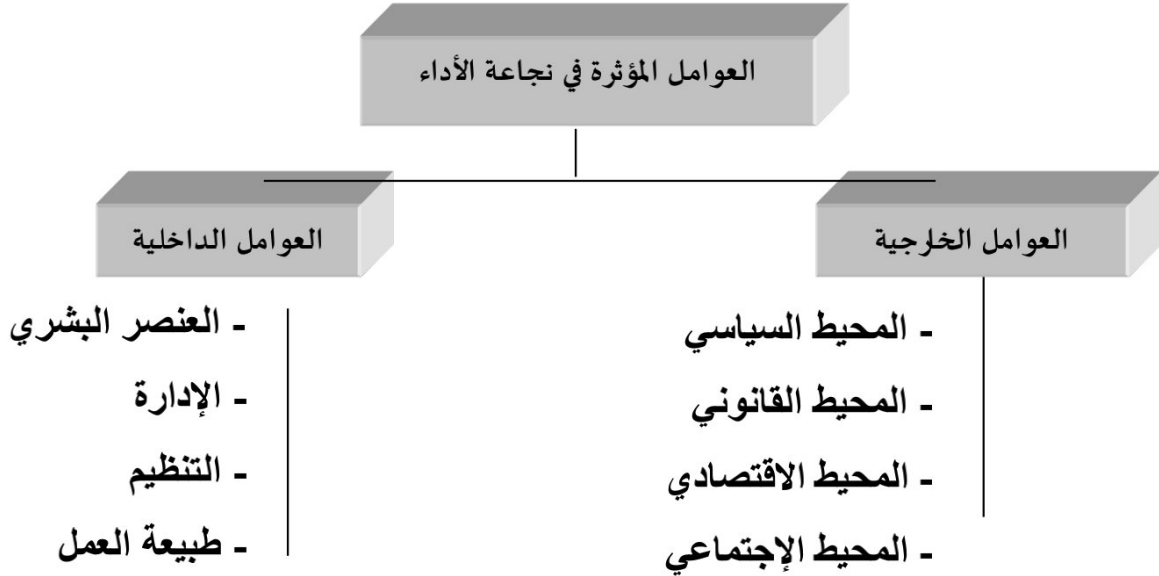 العوامل المؤثرة في نجاعة الأداء
العوامل الخارجية
- المحيط السياسي
- المحيط القانوني
- المحيط الاقتصادي
- المحيط الإجتماعي
العوامل الداخلية
- العنصر البشري
- الإدارة
- التنظيم
- طبيعة العمل